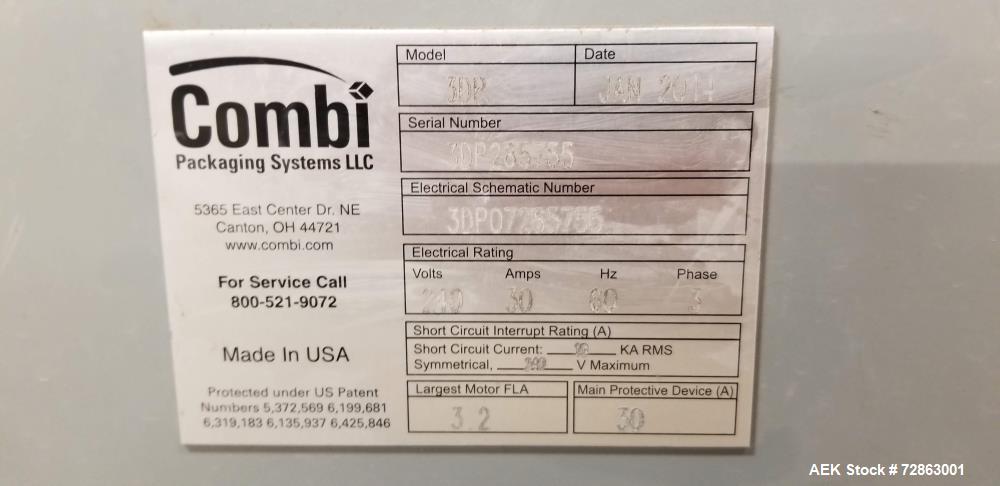 Combi
Packaging Systems LLC
5365 East Center Dr. NE
Canton, OH 44721
www.combi.com
For Service Call
800-521-9072
Made In USA
Protected under US Patent
Numbers 5,372,569 6,199,681
6,319,183 6,135,937 6,425,846
Model
Date
JAN
Serial Number
Electrical Schematic Number
Electrical Rating
Volts Amps Hz Phase
240 30 60 3
Short Circuit Interrupt Rating (A)
Short Circuit Current: KA RMS
Symmetrical, 240 V Maximum
Largest Motor FLA
3.2
Main Protective Device (A)
30
AEK Stock # 72863001